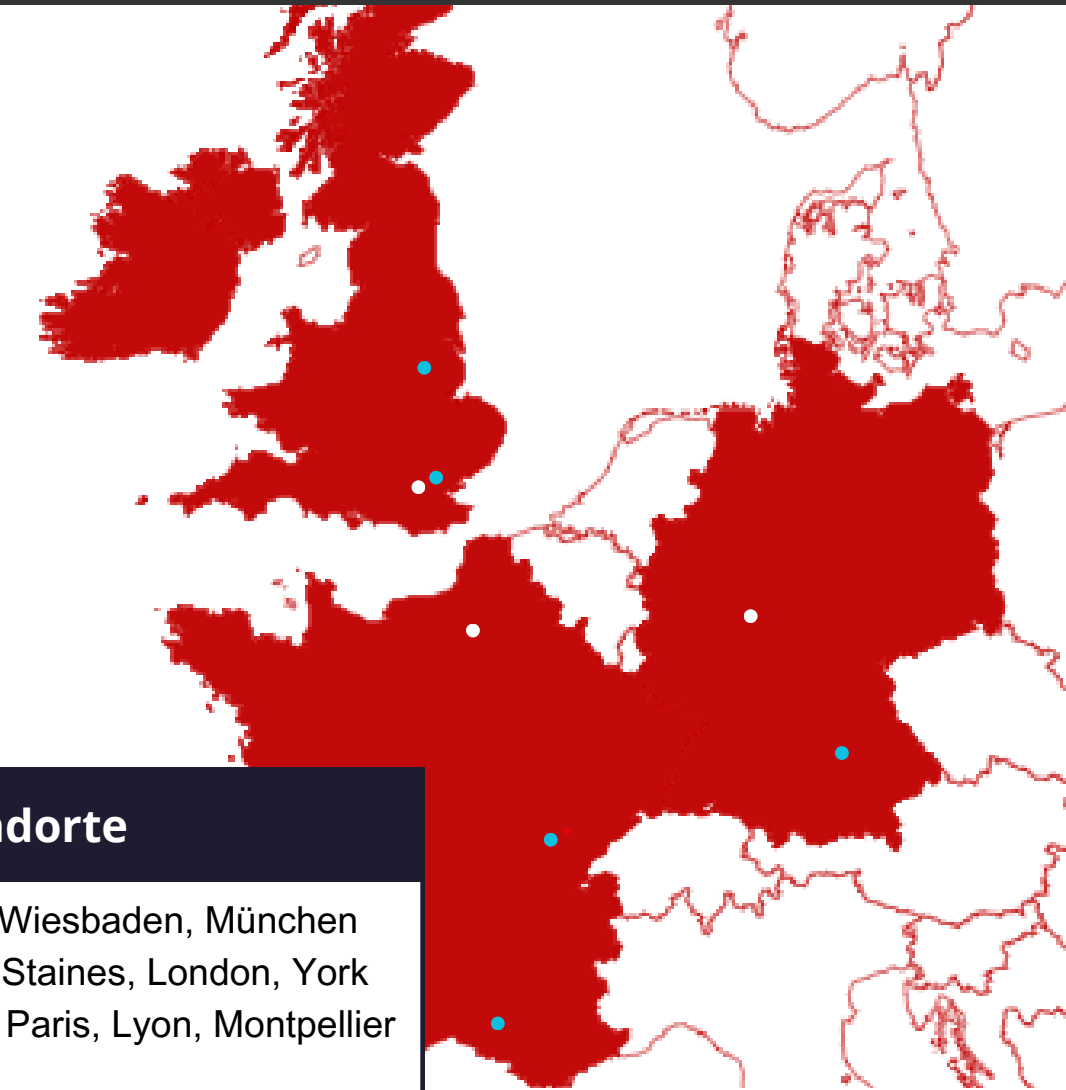 ndorte
Wiesbaden, München
Staines, London, York
Paris, Lyon, Montpellier